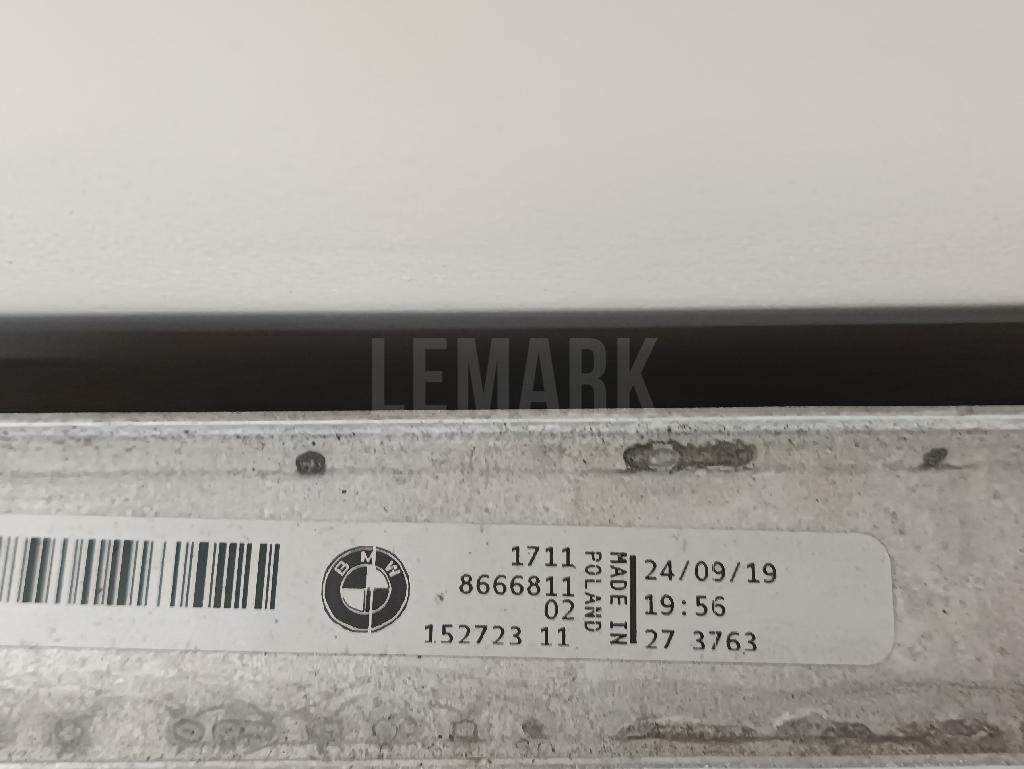 LEMARK
BMW
1711
8666811
02
152723 11
MADE IN
POLAND
24/09/19
19:56
27 3763